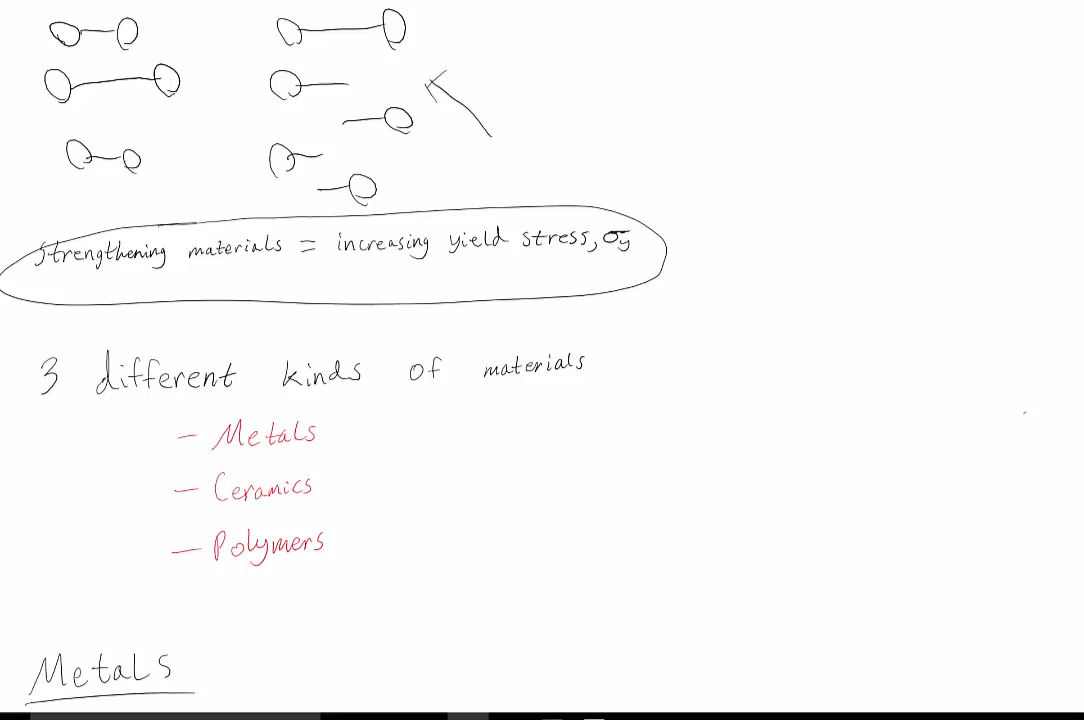 Strengthening materials = increasing yield stress, σy
3 different kinds of materials
- Metals
- Ceramics
- Polymers
Metals